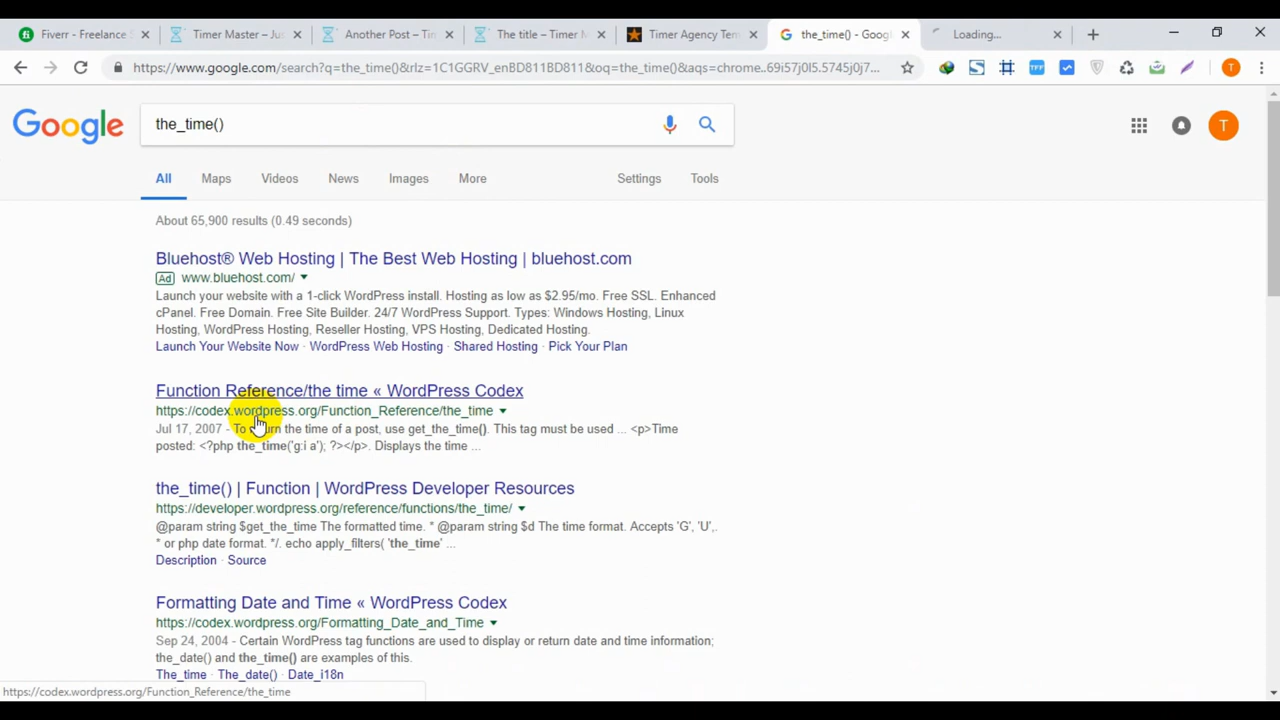 Fiverr - Freelance S
Timer Master – Jus
Another Post – Tim
The title – Timer M
Timer Agency Tem
the_time() - Googl
Loading...
https://www.google.com/search?q=the_time()&rlz=1C1GGRV_enBD811BD811&oq=the_time()&aqs=chrome..69i57j0l5.5745j0j7...
TFF
T
Google
the_time()
T
All
Maps
Videos
News
Images
More
Settings
Tools
About 65,900 results (0.49 seconds)
Bluehost® Web Hosting | The Best Web Hosting | bluehost.com
Ad www.bluehost.com/
Launch your website with a 1-click WordPress install. Hosting as low as $2.95/mo. Free SSL. Enhanced
cPanel. Free Domain. Free Site Builder. 24/7 WordPress Support. Types: Windows Hosting, Linux
Hosting, WordPress Hosting, Reseller Hosting, VPS Hosting, Dedicated Hosting.
Launch Your Website Now · WordPress Web Hosting · Shared Hosting · Pick Your Plan
Function Reference/the time « WordPress Codex
https://codex.wordpress.org/Function_Reference/the_time
Jul 17, 2007 - To return the time of a post, use get_the_time(). This tag must be used ... <p>Time
posted: <?php the_time('g:i a'); ?></p>. Displays the time ...
the_time() | Function | WordPress Developer Resources
https://developer.wordpress.org/reference/functions/the_time/
@param string $get_the_time The formatted time. * @param string $d The time format. Accepts 'G', 'U',.
* or php date format. */. echo apply_filters( 'the_time' ...
Description · Source
Formatting Date and Time « WordPress Codex
https://codex.wordpress.org/Formatting_Date_and_Time
Sep 24, 2004 - Certain WordPress tag functions are used to display or return date and time information;
the_date() and the_time() are examples of this.
The_time · The_date() · Date_i18n
https://codex.wordpress.org/Function_Reference/the_time